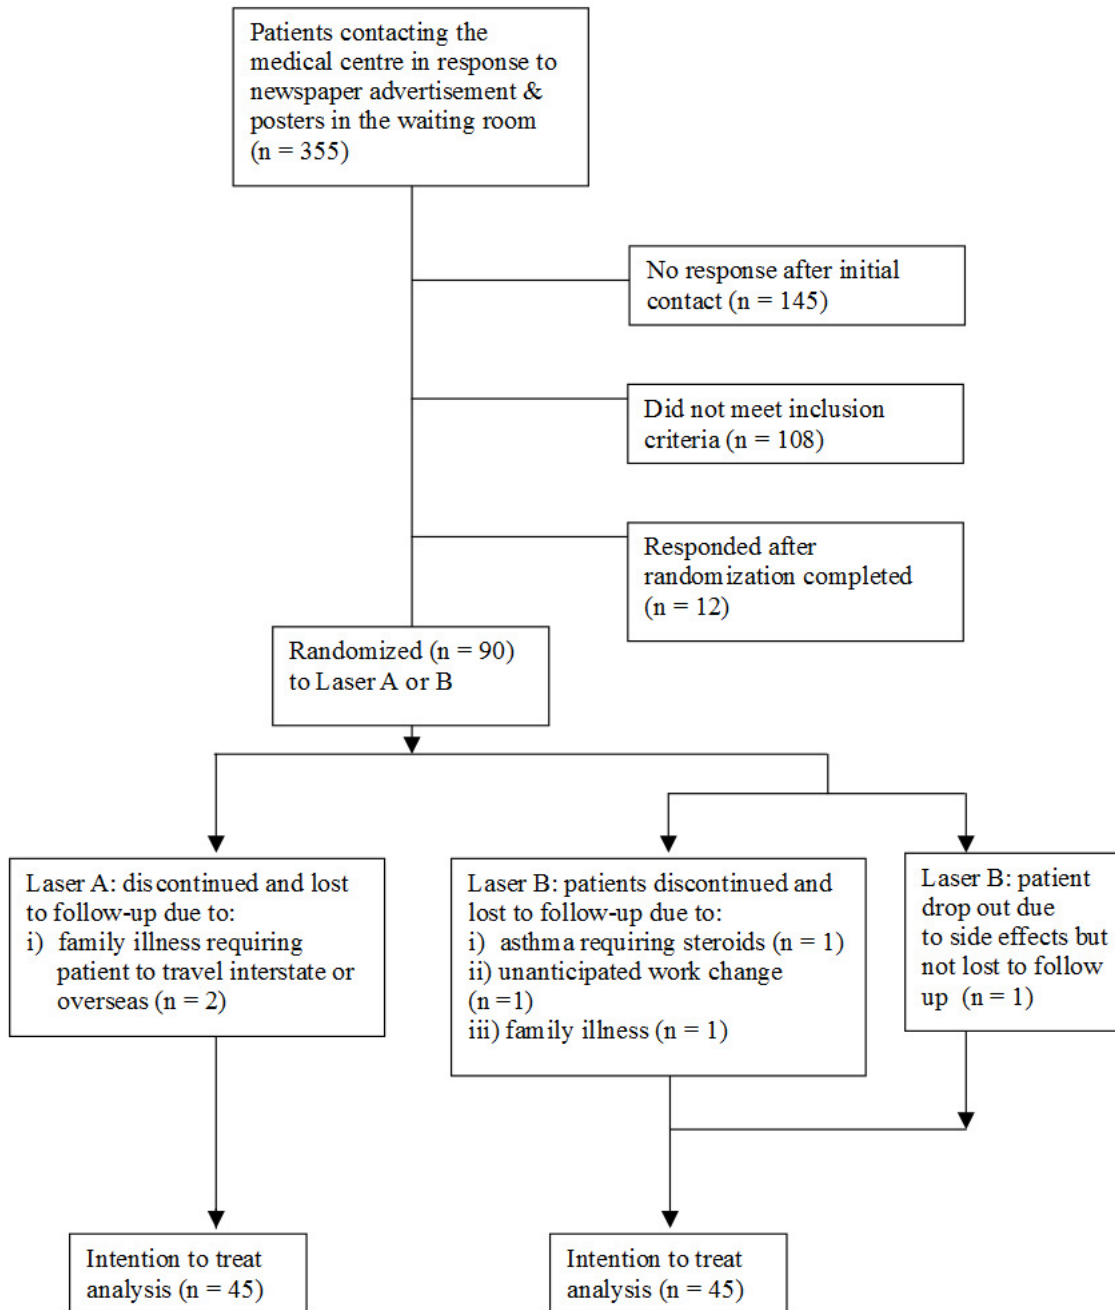 Patients contacting the
medical centre in response to
newspaper advertisement &
posters in the waiting room
(n = 355)
No response after initial
contact (n = 145)
Did not meet inclusion
criteria (n = 108)
Responded after
randomization completed
(n = 12)
Randomized (n = 90)
to Laser A or B
Laser A: discontinued and lost
to follow-up due to:
i) family illness requiring
patient to travel interstate or
overseas (n = 2)
Laser B: patients discontinued and
lost to follow-up due to:
i) asthma requiring steroids (n = 1)
ii) unanticipated work change
(n =1)
iii) family illness (n = 1)
Laser B: patient
drop out due
to side effects but
not lost to follow
up (n = 1)
Intention to treat
analysis (n = 45)
Intention to treat
analysis (n = 45)